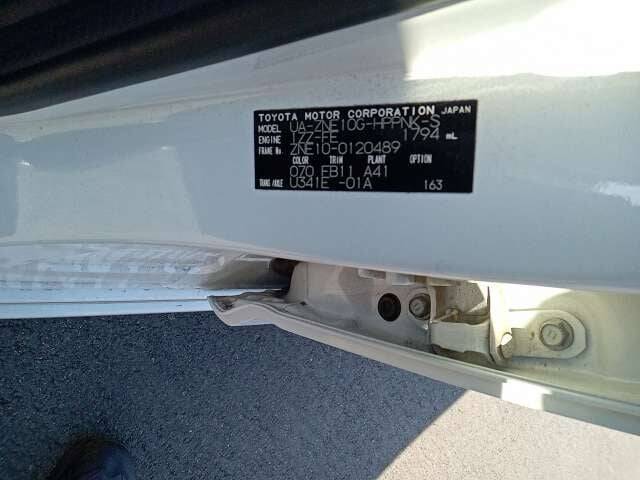 TOYOTA MOTOR CORPORATION JAPAN
MODEL UA-ZNE10G-HPPNK-S
ENGINE 1ZZ-FE 1794 mL
FRAME No. ZNE10-0120489
COLOR TRIM PLANT OPTION
070 EB11 A41
TRANS/AXLE U341E -01A 163